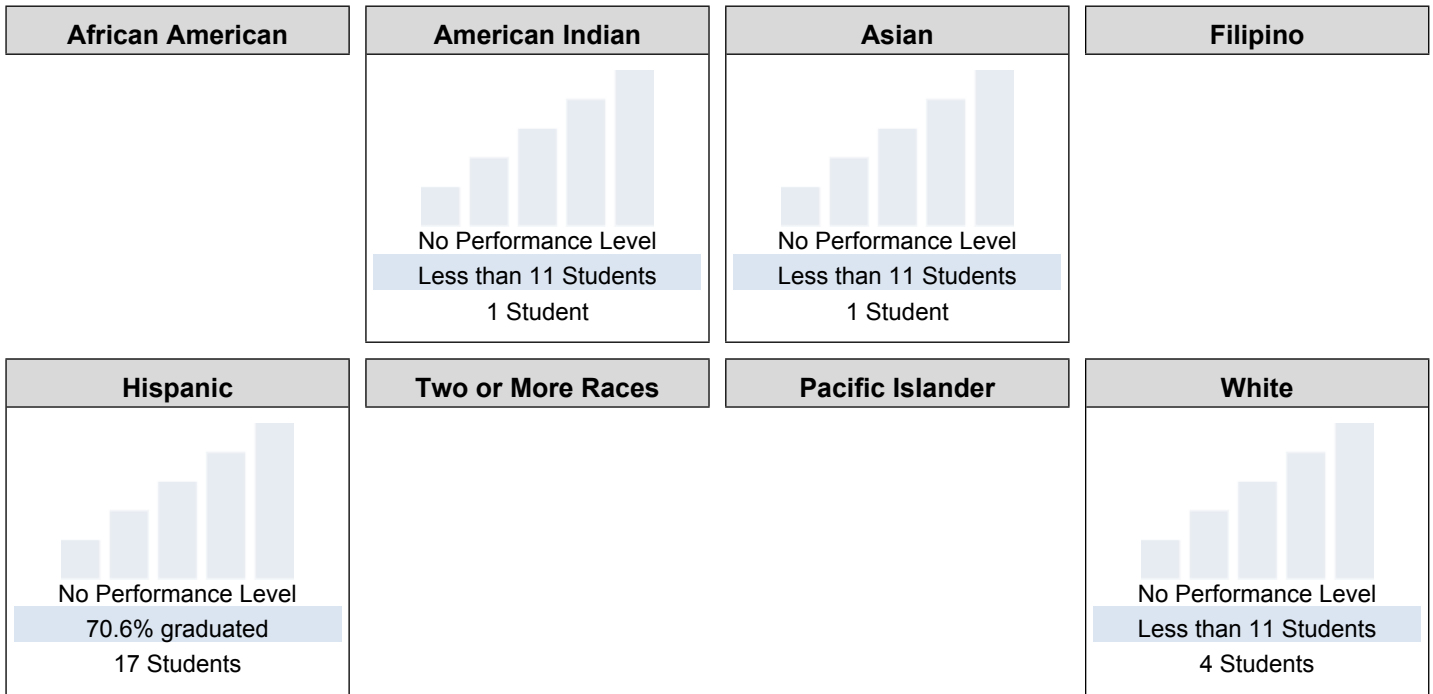 African American
American Indian
Asian
Filipino
No Performance Level
Less than 11 Students
1 Student
No Performance Level
Less than 11 Students
1 Student
Hispanic
Two or More Races
Pacific Islander
White
No Performance Level
70.6% graduated
17 Students
No Performance Level
Less than 11 Students
4 Students